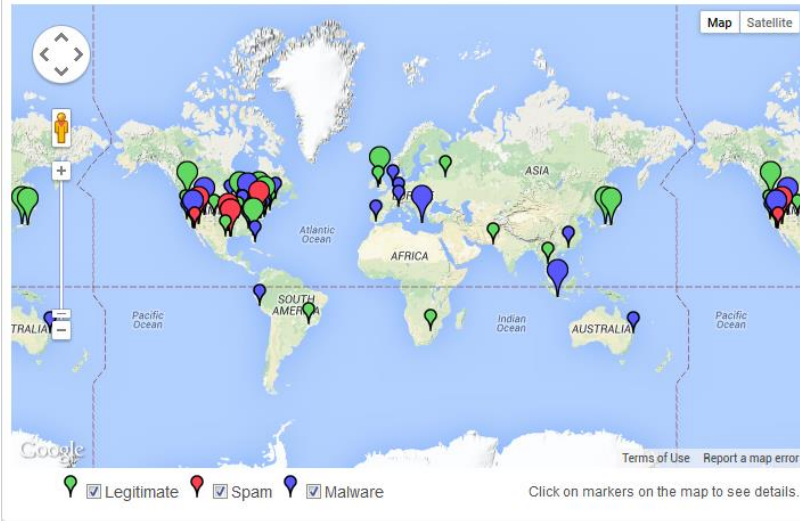 Map Satellite
ASIA
Atlantic
Ocean
AFRICA
SOUTH
AMERICA
Pacific
Ocean
Indian
Ocean
AUSTRALIA
Pacific
Ocean
TRALIA
Google
Terms of Use Report a map error
Legitimate Spam Malware
Click on markers on the map to see details.